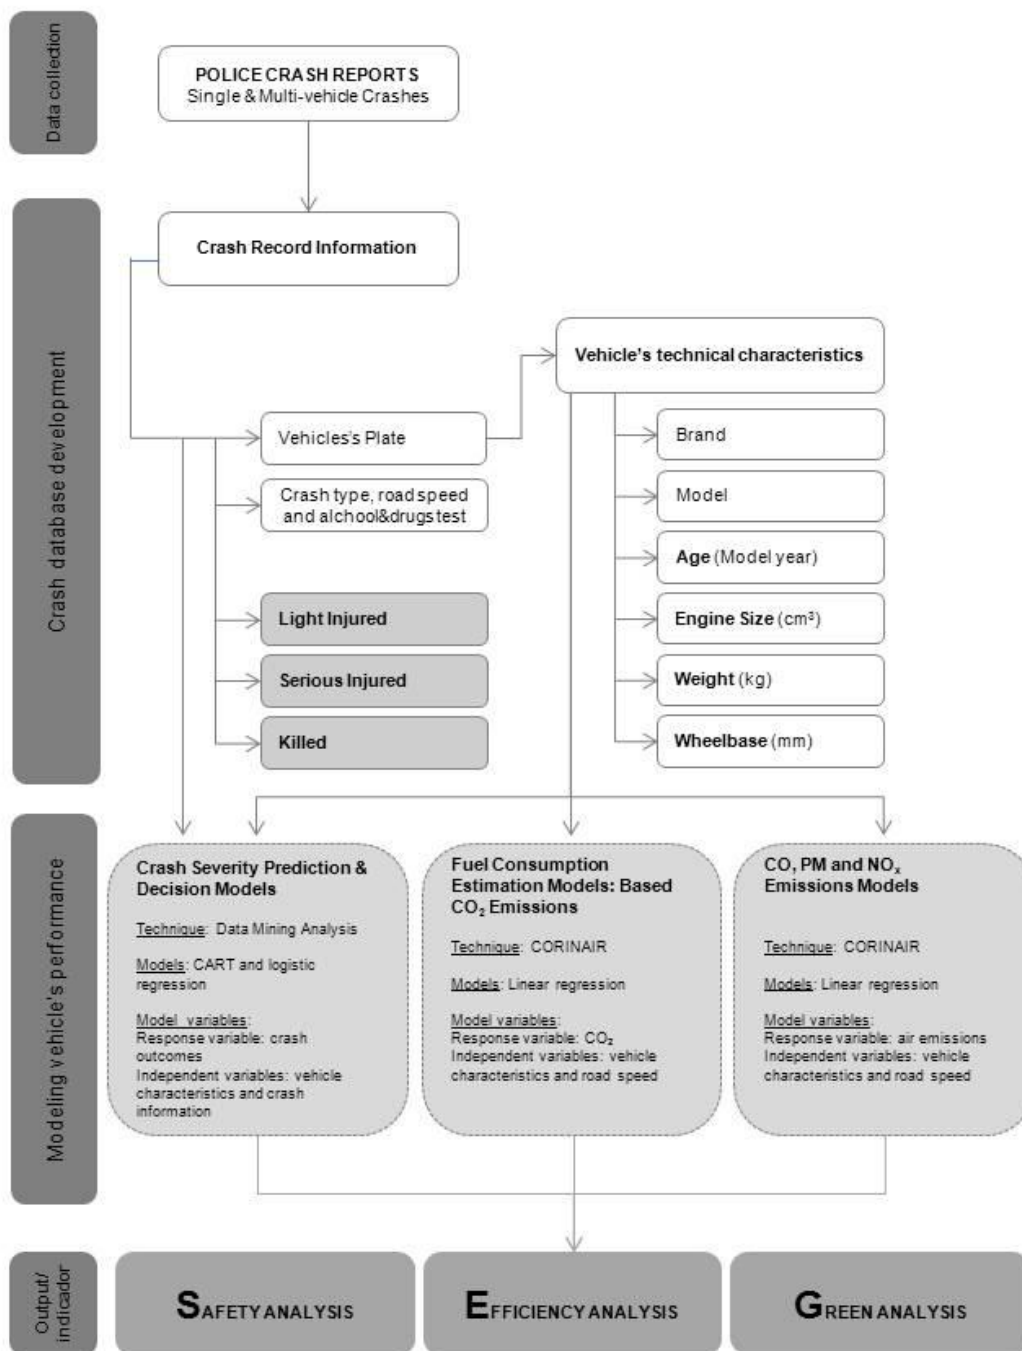 Data collection
POLICE CRASH REPORTS
Single & Multi-vehicle Crashes
Crash database development
Crash Record Information
Vehicle's technical characteristics
Vehicles's Plate
Crash type, road speed
and alchool&drugs test
Light Injured
Serious Injured
Killed
Brand
Model
Age (Model year)
Engine Size (cm³)
Weight (kg)
Wheelbase (mm)
Modeling vehicle's performance
Crash Severity Prediction &
Decision Models
Technique: Data Mining Analysis
Models: CART and logistic
regression
Model variables:
Response variable: crash
outcomes
Independent variables: vehicle
characteristics and crash
information
Fuel Consumption
Estimation Models: Based
CO₂ Emissions
Technique: CORINAIR
Models: Linear regression
Model variables:
Response variable: CO₂
Independent variables: vehicle
characteristics and road speed
CO, PM and NOₓ
Emissions Models
Technique: CORINAIR
Models: Linear regression
Model variables:
Response variable: air emissions
Independent variables: vehicle
characteristics and road speed
Output/
indicador
SAFETY ANALYSIS
EFFICIENCY ANALYSIS
GREEN ANALYSIS